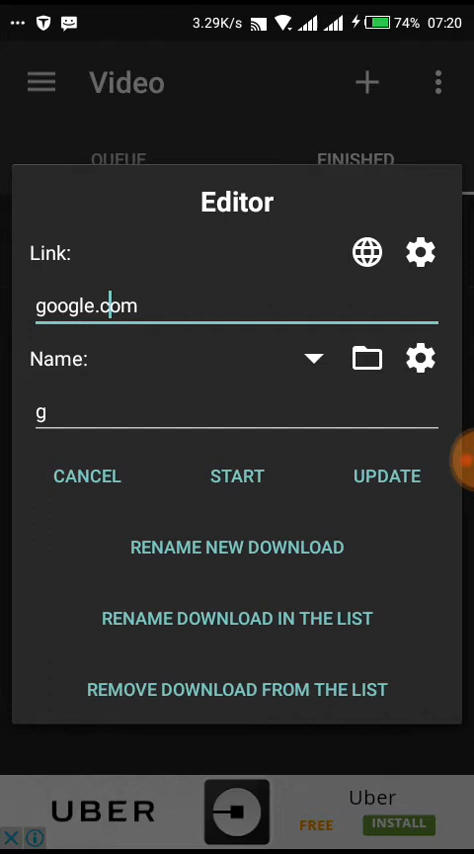 3.29K/s 74% 07:20
Video
QUEUE FINISHED
Editor
Link:
google.com
Name:
g
CANCEL START UPDATE
RENAME NEW DOWNLOAD
RENAME DOWNLOAD IN THE LIST
REMOVE DOWNLOAD FROM THE LIST
UBER
Uber
FREE INSTALL